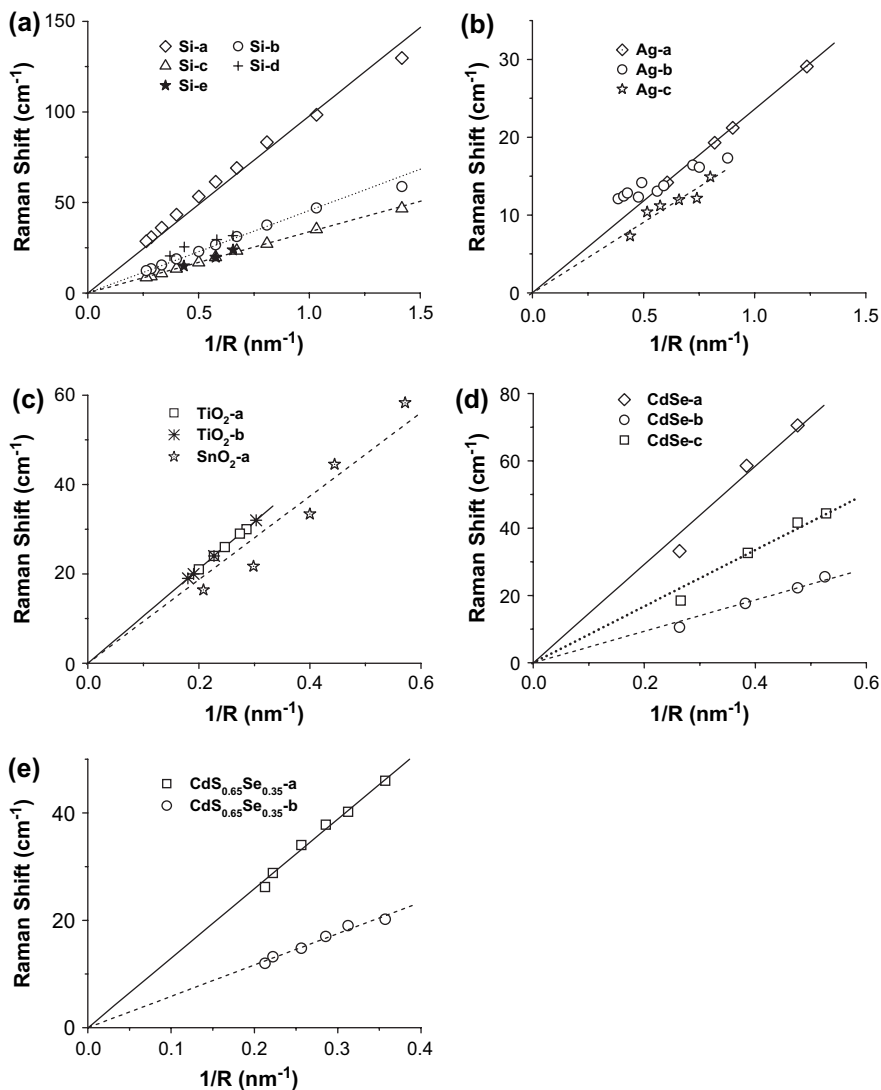 (a)
150
100
50
0
Raman Shift (cm-1)
Si-a Si-b
Si-c Si-d
Si-e
0.0 0.5 1.0 1.5
1/R (nm-1)
(b)
30
20
10
0
Raman Shift (cm-1)
Ag-a
Ag-b
Ag-c
0.0 0.5 1.0
1/R (nm-1)
(c)
60
40
20
0
Raman Shift (cm-1)
TiO2-a
TiO2-b
SnO2-a
0.0 0.2 0.4 0.6
1/R (nm-1)
(d)
80
60
40
20
0
Raman Shift (cm-1)
CdSe-a
CdSe-b
CdSe-c
0.0 0.2 0.4 0.6
1/R (nm-1)
(e)
40
20
0
Raman Shift (cm-1)
CdS0.65Se0.35-a
CdS0.65Se0.35-b
0.0 0.1 0.2 0.3 0.4
1/R (nm-1)